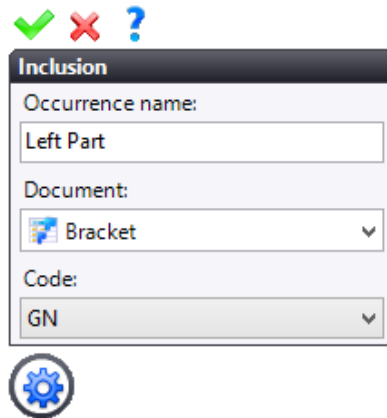 Inclusion
Occurrence name:
Left Part
Document:
Bracket
Code:
GN